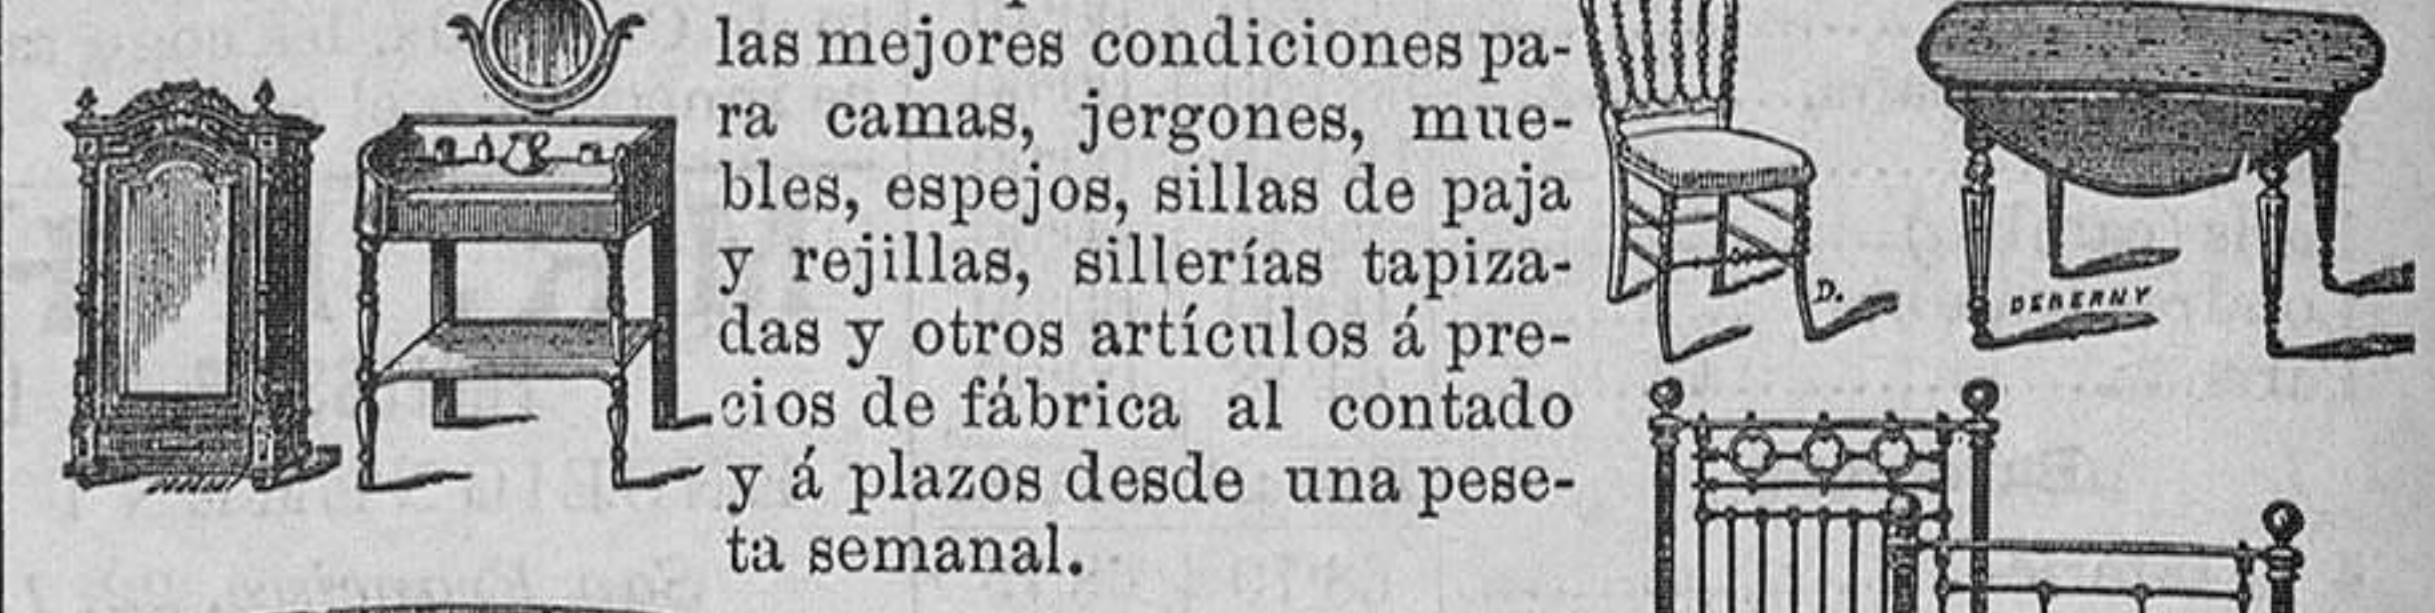 las mejores condiciones pa-
ra camas, jergones, mue-
bles, espejos, sillas de paja
y rejillas, sillerías tapiza-
das y otros artículos á pre-
cios de fábrica al contado
y á plazos desde una pese-
ta semanal.
D.
DEBERNY